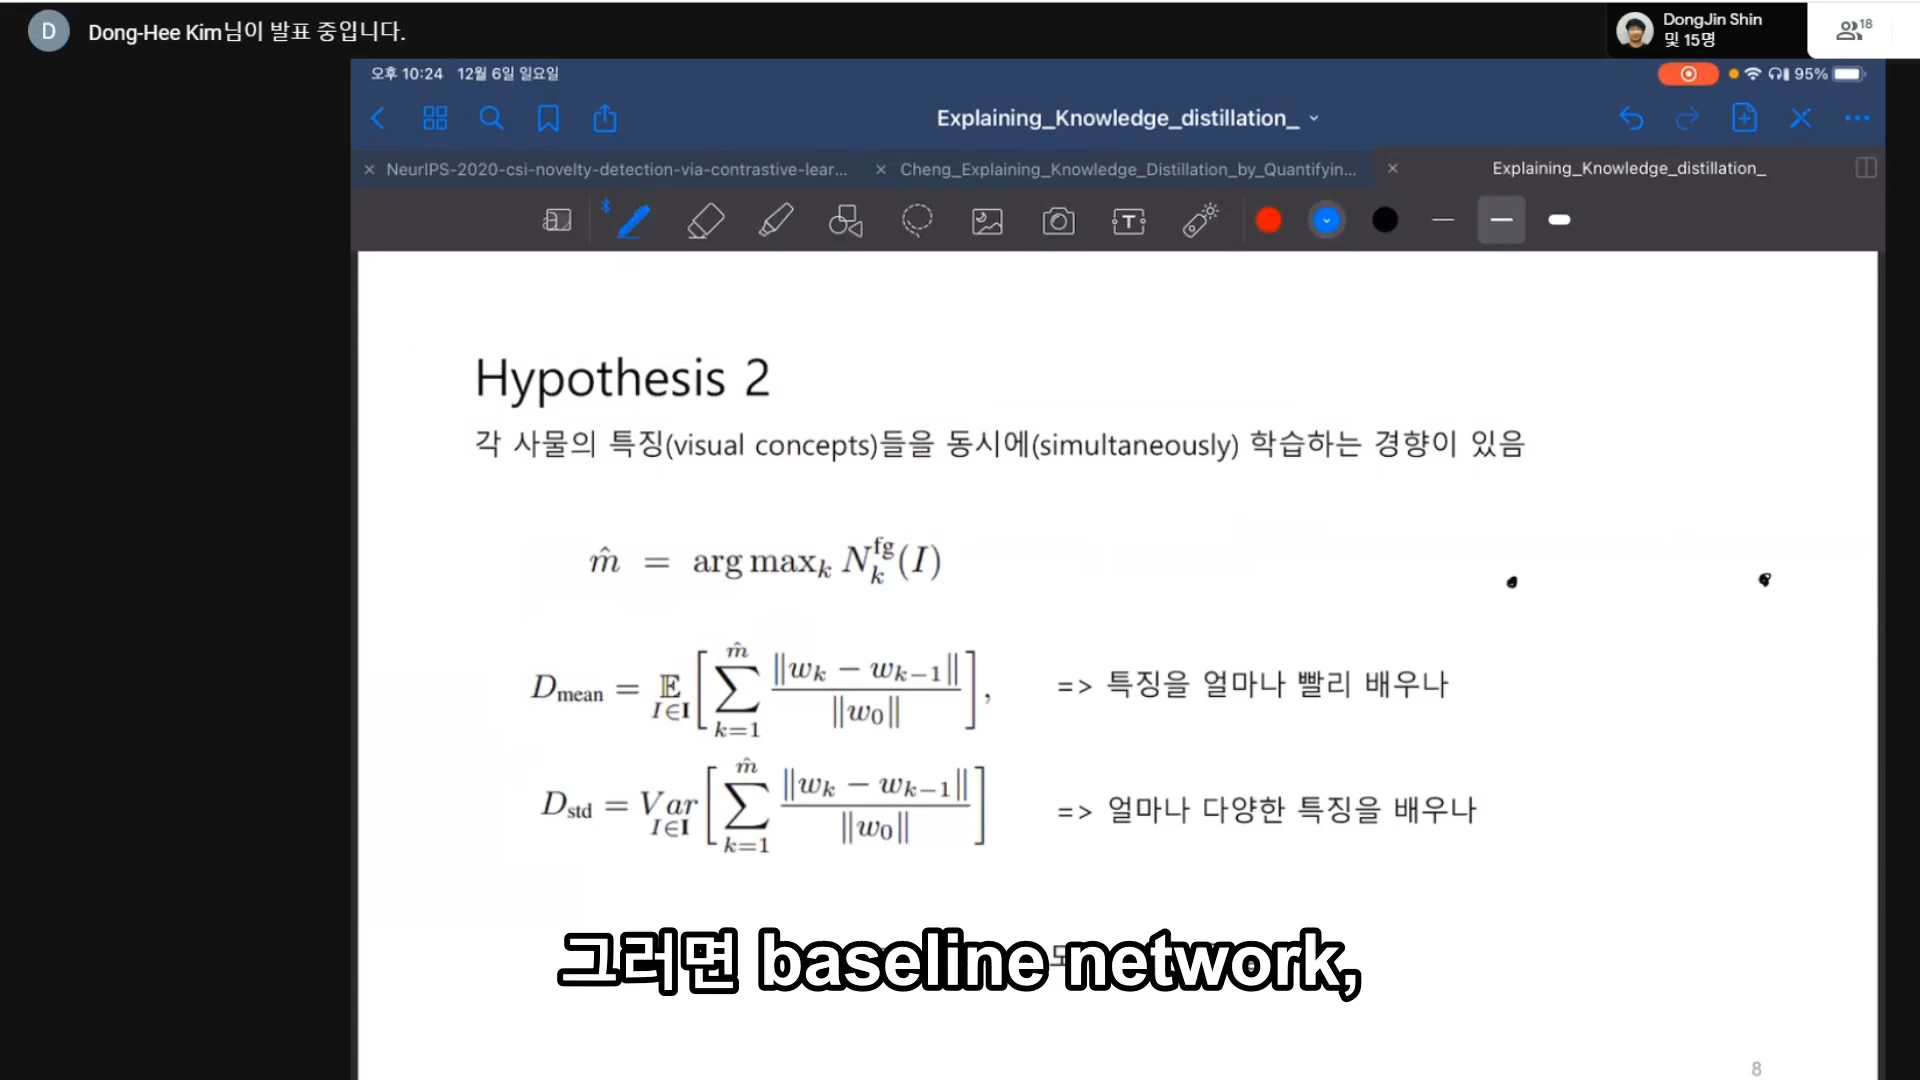 D
Dong-Hee Kim님이 발표 중입니다.
DongJin Shin
및 15명
18
오후 10:24 12월 6일 일요일
95%
Explaining_Knowledge_distillation_
NeurIPS-2020-csi-novelty-detection-via-contrastive-lear...
Cheng_Explaining_Knowledge_Distillation_by_Quantifyin...
Explaining_Knowledge_distillation_
Hypothesis 2
각 사물의 특징(visual concepts)들을 동시에(simultaneously) 학습하는 경향이 있음
m̂ = arg max_k N_k^fg(I)
D_mean = 𝔼_{I∈𝐈} [ ∑_{k=1}^{m̂} ‖w_k − w_{k−1}‖ / ‖w_0‖ ], => 특징을 얼마나 빨리 배우나
D_std = Var_{I∈𝐈} [ ∑_{k=1}^{m̂} ‖w_k − w_{k−1}‖ / ‖w_0‖ ] => 얼마나 다양한 특징을 배우나
그러면 baseline network,
8